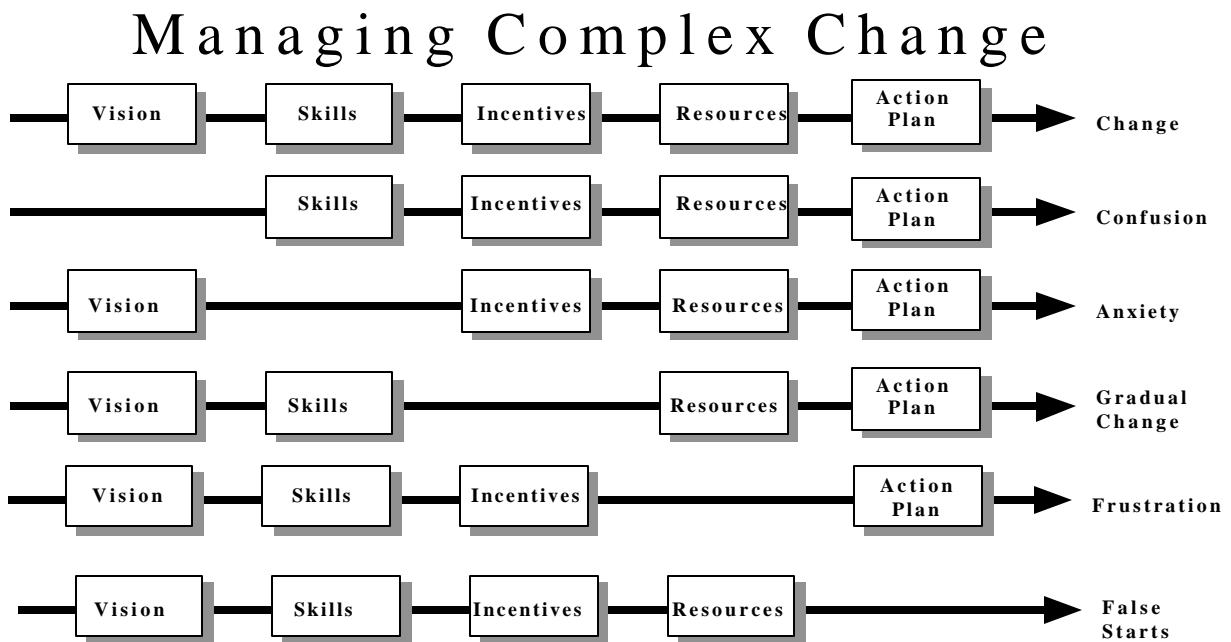 Managing Complex Change
Vision Skills Incentives Resources Action Plan Change
Skills Incentives Resources Action Plan Confusion
Vision Incentives Resources Action Plan Anxiety
Vision Skills Resources Action Plan Gradual Change
Vision Skills Incentives Action Plan Frustration
Vision Skills Incentives Resources False Starts